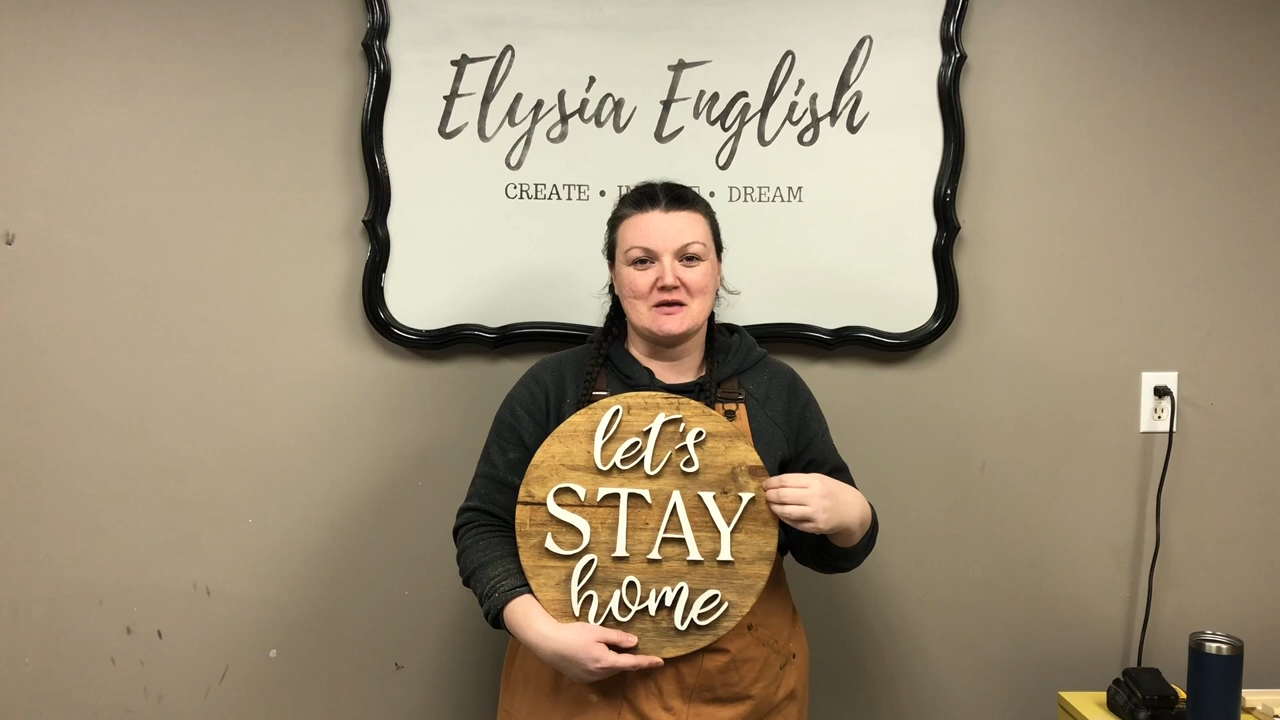 Elysia English
CREATE • • DREAM
let's
STAY
home